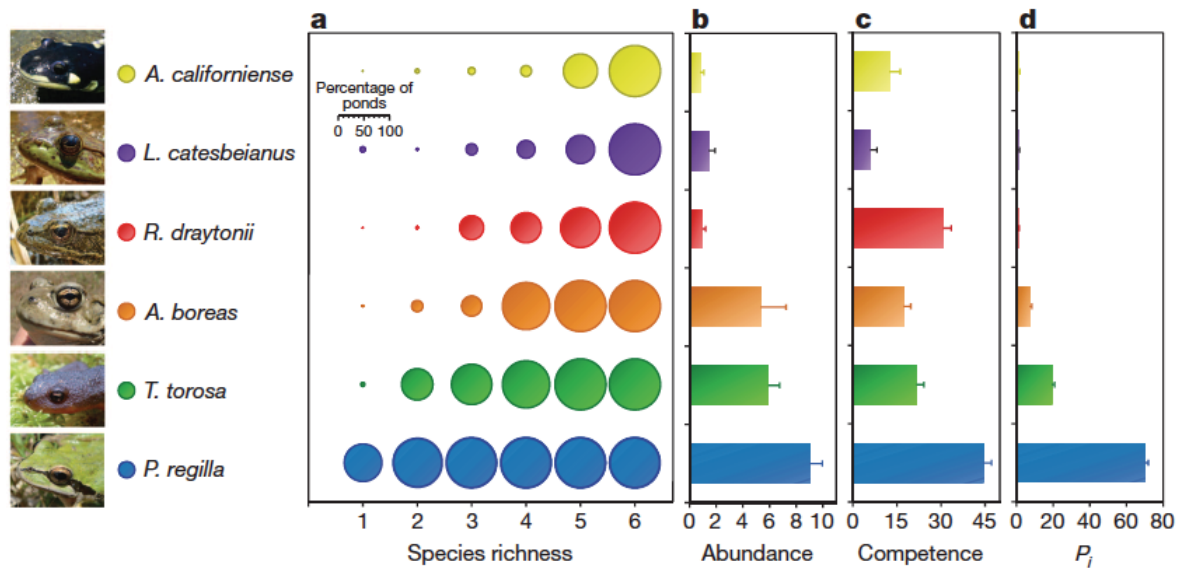 a
b
c
d
A. californiense
L. catesbeianus
R. draytonii
A. boreas
T. torosa
P. regilla
Percentage of
ponds
0 50 100
1 2 3 4 5 6
Species richness
0 2 4 6 8 10
Abundance
0 15 30 45
Competence
0 20 40 60 80
Pi